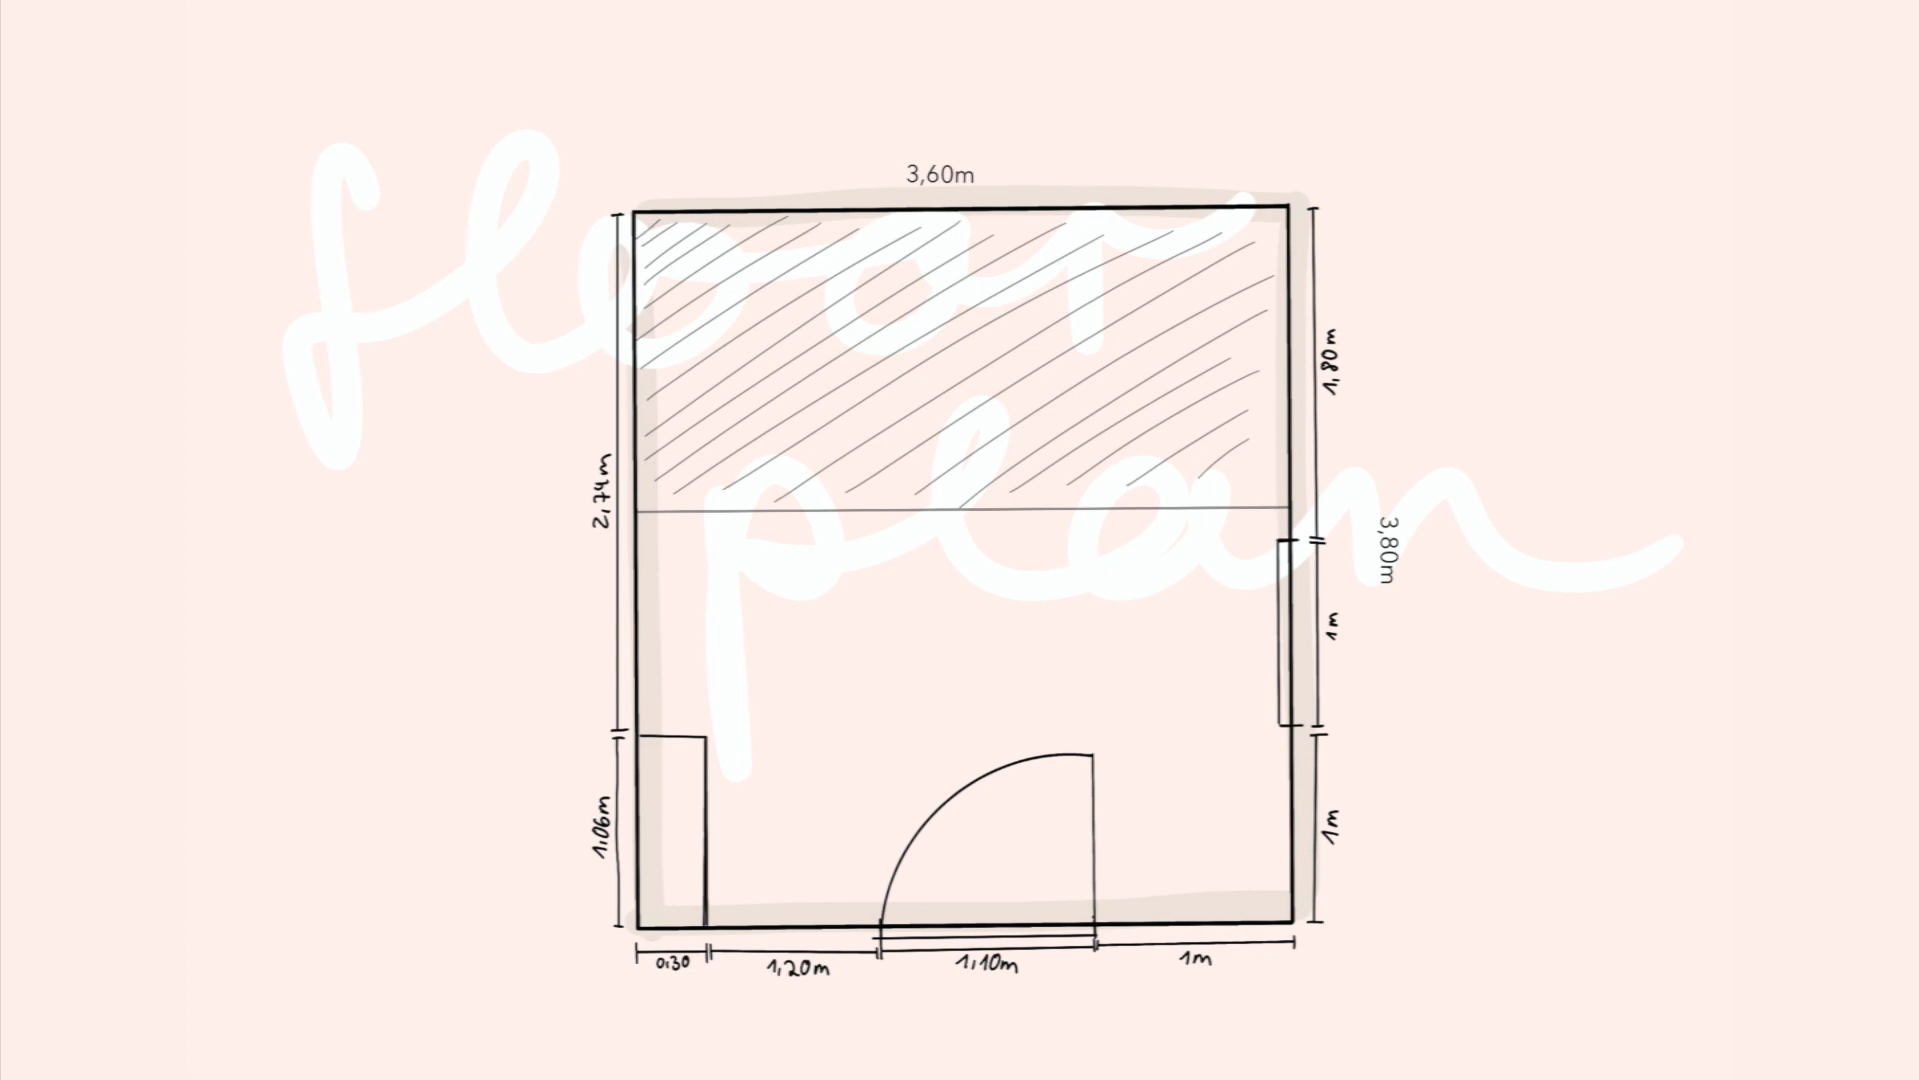 floor
plan
3,60m
1,80m
2,74m
3,80m
1m
1,06m
1m
0,30
1,20m
1,10m
1m